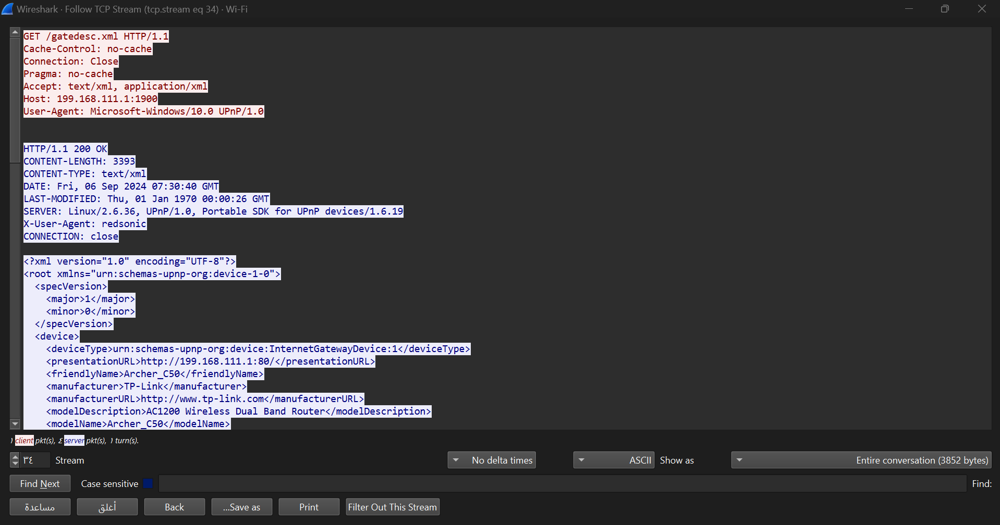 Wireshark · Follow TCP Stream (tcp.stream eq 34) · Wi-Fi
GET /gatedesc.xml HTTP/1.1
Cache-Control: no-cache
Connection: Close
Pragma: no-cache
Accept: text/xml, application/xml
Host: 199.168.111.1:1900
User-Agent: Microsoft-Windows/10.0 UPnP/1.0
HTTP/1.1 200 OK
CONTENT-LENGTH: 3393
CONTENT-TYPE: text/xml
DATE: Fri, 06 Sep 2024 07:30:40 GMT
LAST-MODIFIED: Thu, 01 Jan 1970 00:00:26 GMT
SERVER: Linux/2.6.36, UPnP/1.0, Portable SDK for UPnP devices/1.6.19
X-User-Agent: redsonic
CONNECTION: close
<?xml version="1.0" encoding="UTF-8"?>
<root xmlns="urn:schemas-upnp-org:device-1-0">
<specVersion>
<major>1</major>
<minor>0</minor>
</specVersion>
<device>
<deviceType>urn:schemas-upnp-org:device:InternetGatewayDevice:1</deviceType>
<presentationURL>http://199.168.111.1:80/</presentationURL>
<friendlyName>Archer_C50</friendlyName>
<manufacturer>TP-Link</manufacturer>
<manufacturerURL>http://www.tp-link.com</manufacturerURL>
<modelDescription>AC1200 Wireless Dual Band Router</modelDescription>
<modelName>Archer_C50</modelName>
١ client pkt(s), ٤ server pkt(s), ١ turn(s).
٣٤ Stream No delta times ASCII Show as Entire conversation (3852 bytes)
Find Next Case sensitive Find:
مساعدة أغلق Back ...Save as Print Filter Out This Stream